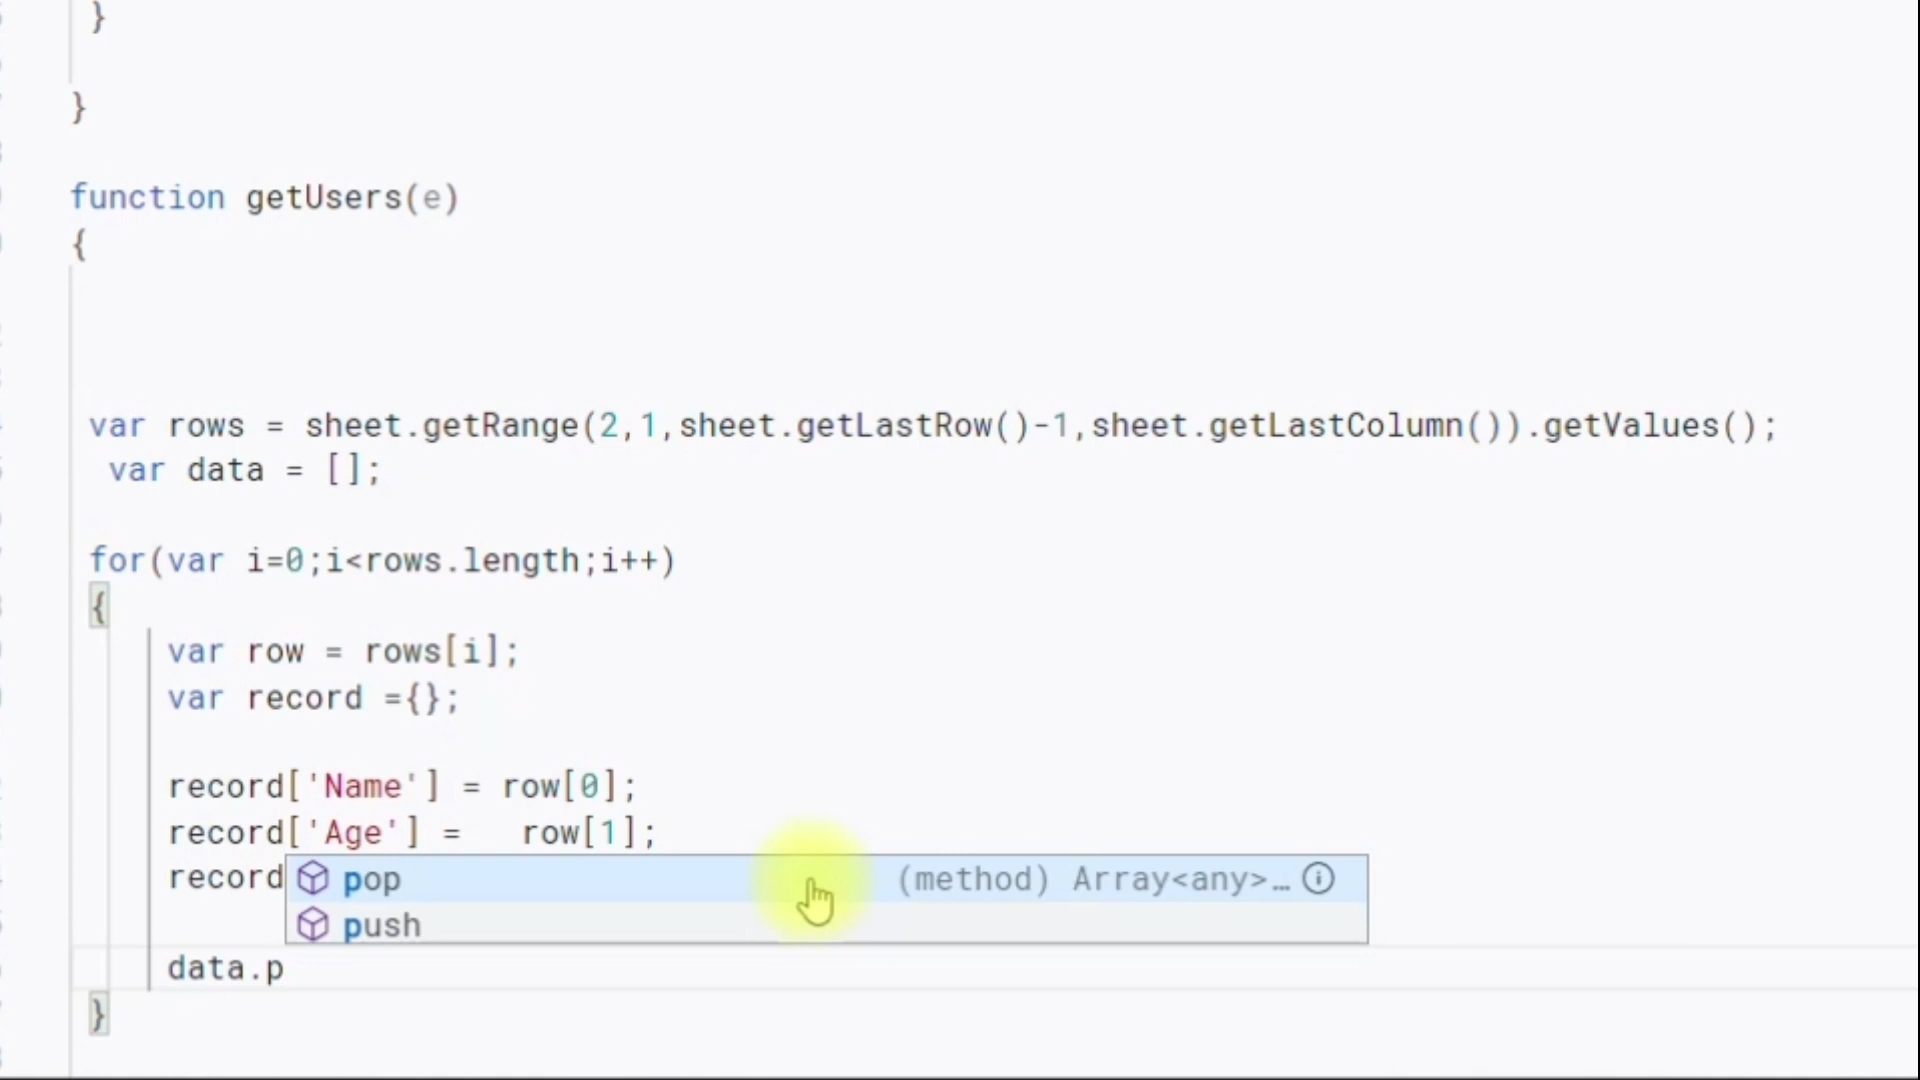 }
}
function getUsers(e)
{
var rows = sheet.getRange(2,1,sheet.getLastRow()-1,sheet.getLastColumn()).getValues();
var data = [];
for(var i=0;i<rows.length;i++)
{
var row = rows[i];
var record ={};
record['Name'] = row[0];
record['Age'] =   row[1];
record
pop (method) Array<any>…
push
data.p
}